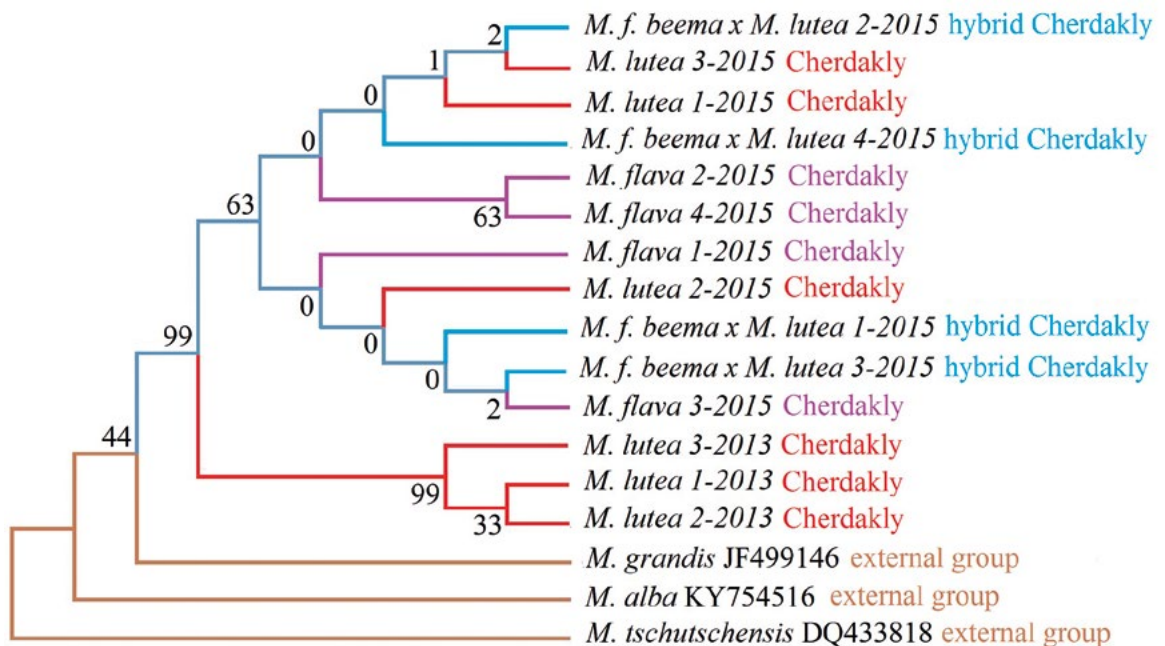 M. f. beema x M. lutea 2-2015 hybrid Cherdakly
2
M. lutea 3-2015 Cherdakly
1
M. lutea 1-2015 Cherdakly
0
M. f. beema x M. lutea 4-2015 hybrid Cherdakly
0
M. flava 2-2015 Cherdakly
63
63
M. flava 4-2015 Cherdakly
M. flava 1-2015 Cherdakly
0
M. lutea 2-2015 Cherdakly
99
0
M. f. beema x M. lutea 1-2015 hybrid Cherdakly
0
M. f. beema x M. lutea 3-2015 hybrid Cherdakly
2
M. flava 3-2015 Cherdakly
44
M. lutea 3-2013 Cherdakly
99
M. lutea 1-2013 Cherdakly
33
M. lutea 2-2013 Cherdakly
M. grandis JF499146 external group
M. alba KY754516 external group
M. tschutschensis DQ433818 external group